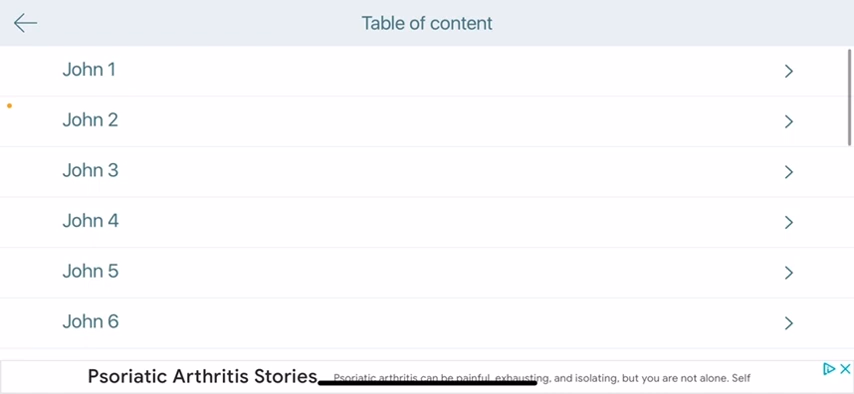 Table of content
John 1
John 2
John 3
John 4
John 5
John 6
Psoriatic Arthritis Stories
Psoriatic arthritis can be painful, exhausting, and isolating, but you are not alone. Self